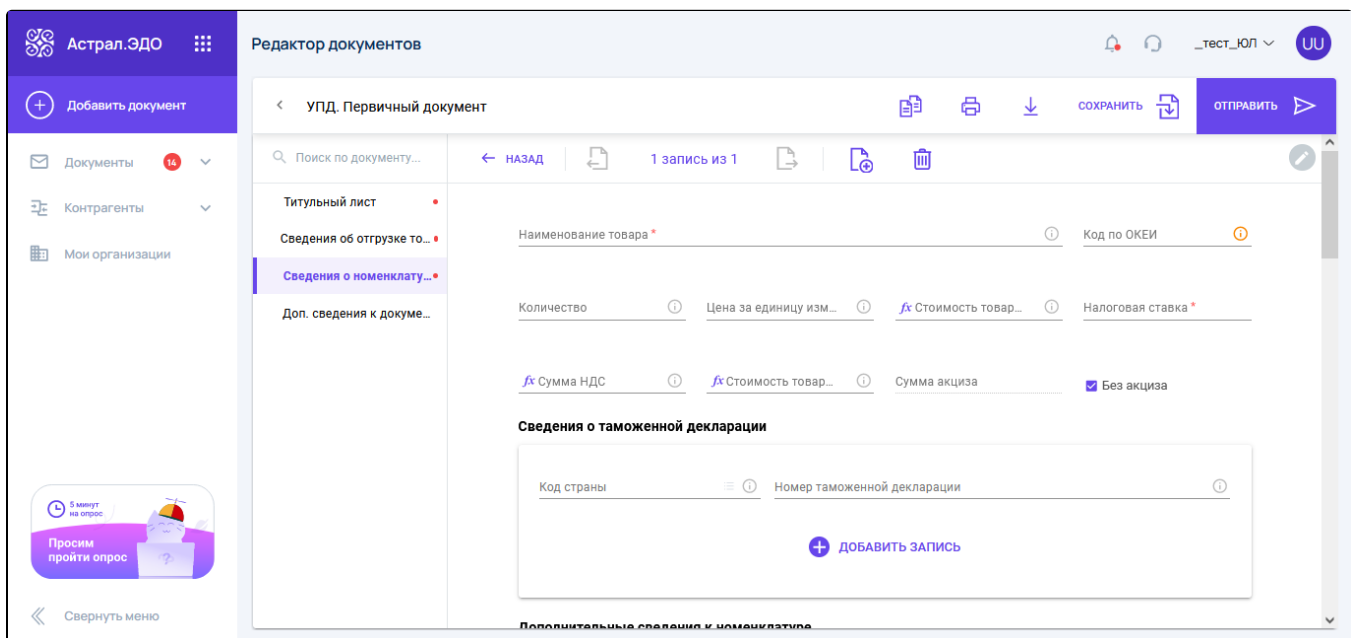 Астрал.ЭДО
Редактор документов
_тест_ЮЛ
UU
Добавить документ
УПД. Первичный документ
СОХРАНИТЬ
ОТПРАВИТЬ
Документы 14
Контрагенты
Мои организации
Поиск по документу...
НАЗАД
1 запись из 1
Титульный лист
Сведения об отгрузке то...
Сведения о номенклату...
Доп. сведения к докуме...
Наименование товара *
Код по ОКЕИ
Количество
Цена за единицу изм...
fx Стоимость товар...
Налоговая ставка *
fx Сумма НДС
fx Стоимость товар...
Сумма акциза
Без акциза
Сведения о таможенной декларации
Код страны
Номер таможенной декларации
ДОБАВИТЬ ЗАПИСЬ
5 минут
на опрос
Просим
пройти опрос
?
Свернуть меню
Дополнительные сведения к номенклатуре